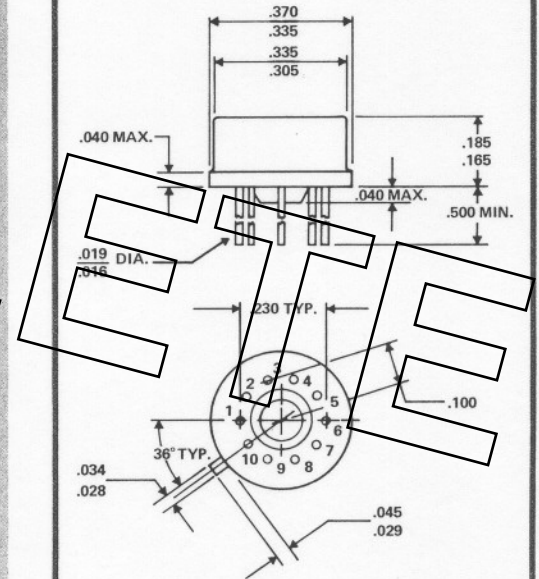 .370
.335
.335
.305
.040 MAX.
.185
.165
.040 MAX.
.500 MIN.
.019
.016 DIA.
.230 TYP.
3
2 4
5
1 6
.100
7
36° TYP.
10 9 8
.034
.028
.045
.029
ETE